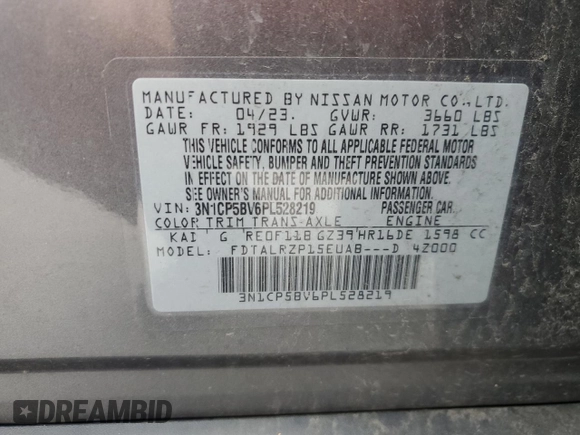 MANUFACTURED BY NISSAN MOTOR CO.,LTD.
DATE: 04/23. GVWR: 3660 LBS
GAWR FR: 1929 LBS GAWR RR: 1731 LBS
THIS VEHICLE CONFORMS TO ALL APPLICABLE FEDERAL MOTOR
VEHICLE SAFETY, BUMPER AND THEFT PREVENTION STANDARDS
IN EFFECT ON THE DATE OF MANUFACTURE SHOWN ABOVE.
SEE OWNER'S MANUAL FOR ADDITIONAL INFORMATION.
VIN: 3N1CP5BV6PL528219 PASSENGER CAR
COLOR TRIM TRANS-AXLE ENGINE
KAI G RE0F11B GZ39 HR16DE 1598 CC
MODEL: FDTALRZP15EUAB---D 4Z000
3N1CP5BV6PL528219
DREAMBID